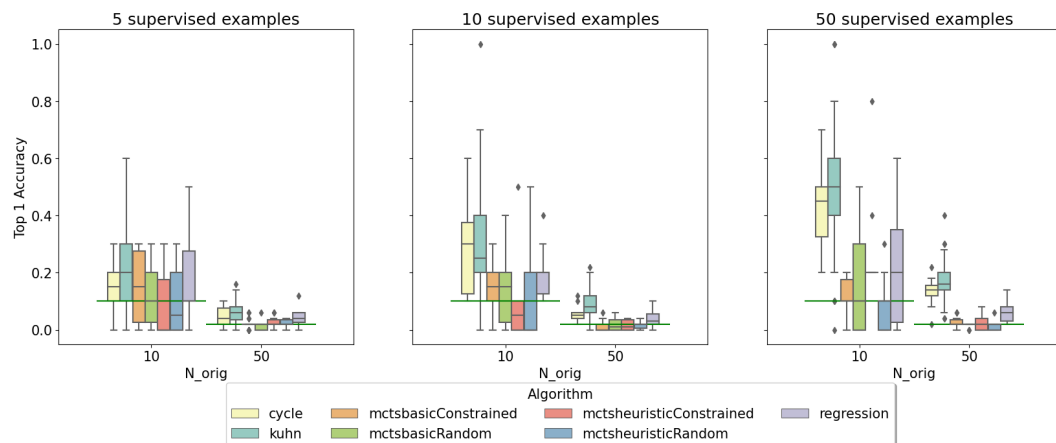 5 supervised examples
10 supervised examples
50 supervised examples
Top 1 Accuracy
1.0
0.8
0.6
0.4
0.2
0.0
10 50
10 50
10 50
N_orig
N_orig
N_orig
Algorithm
cycle mctsbasicConstrained mctsheuristicConstrained regression
kuhn mctsbasicRandom mctsheuristicRandom